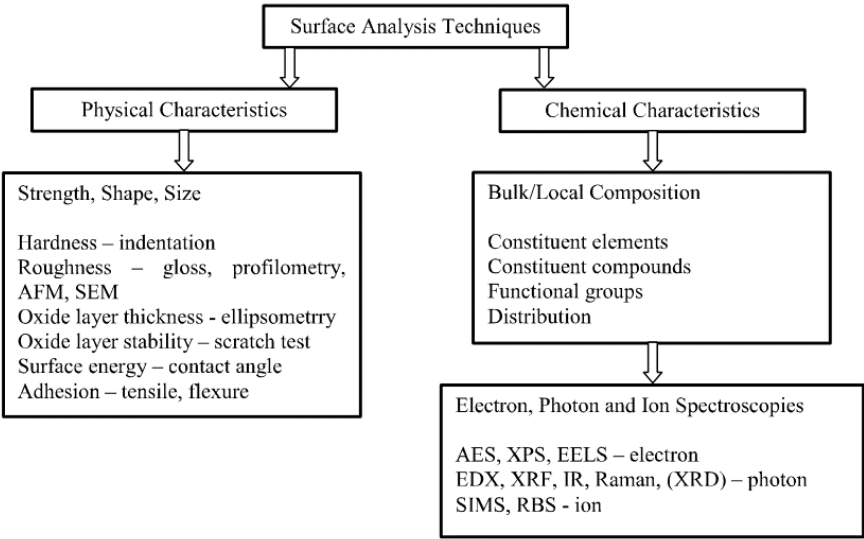 Surface Analysis Techniques
Physical Characteristics
Chemical Characteristics
Strength, Shape, Size
Hardness – indentation
Roughness – gloss, profilometry,
AFM, SEM
Oxide layer thickness - ellipsometrry
Oxide layer stability – scratch test
Surface energy – contact angle
Adhesion – tensile, flexure
Bulk/Local Composition
Constituent elements
Constituent compounds
Functional groups
Distribution
Electron, Photon and Ion Spectroscopies
AES, XPS, EELS – electron
EDX, XRF, IR, Raman, (XRD) – photon
SIMS, RBS - ion